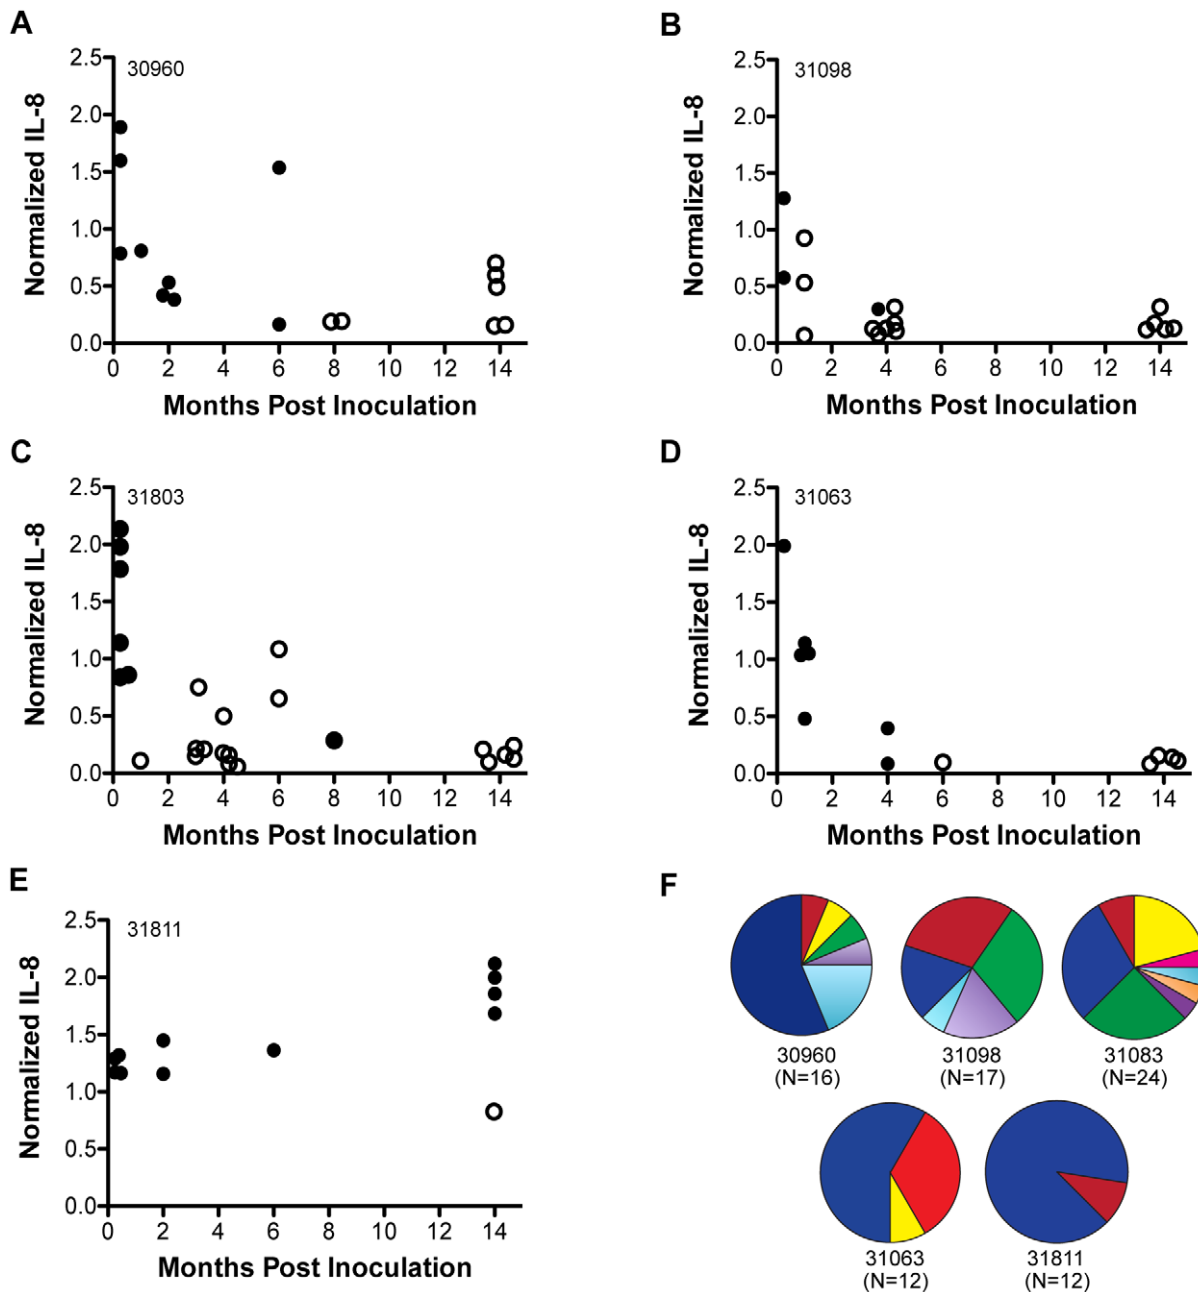 A
30960
2.5
2.0
1.5
1.0
0.5
0.0
Normalized IL-8
0 2 4 6 8 10 12 14
Months Post Inoculation
B
31098
2.5
2.0
1.5
1.0
0.5
0.0
Normalized IL-8
0 2 4 6 8 10 12 14
Months Post Inoculation
C
31803
2.5
2.0
1.5
1.0
0.5
0.0
Normalized IL-8
0 2 4 6 8 10 12 14
Months Post Inoculation
D
31063
2.5
2.0
1.5
1.0
0.5
0.0
Normalized IL-8
0 2 4 6 8 10 12 14
Months Post Inoculation
E
31811
2.5
2.0
1.5
1.0
0.5
0.0
Normalized IL-8
0 2 4 6 8 10 12 14
Months Post Inoculation
F
30960
(N=16)
31098
(N=17)
31083
(N=24)
31063
(N=12)
31811
(N=12)